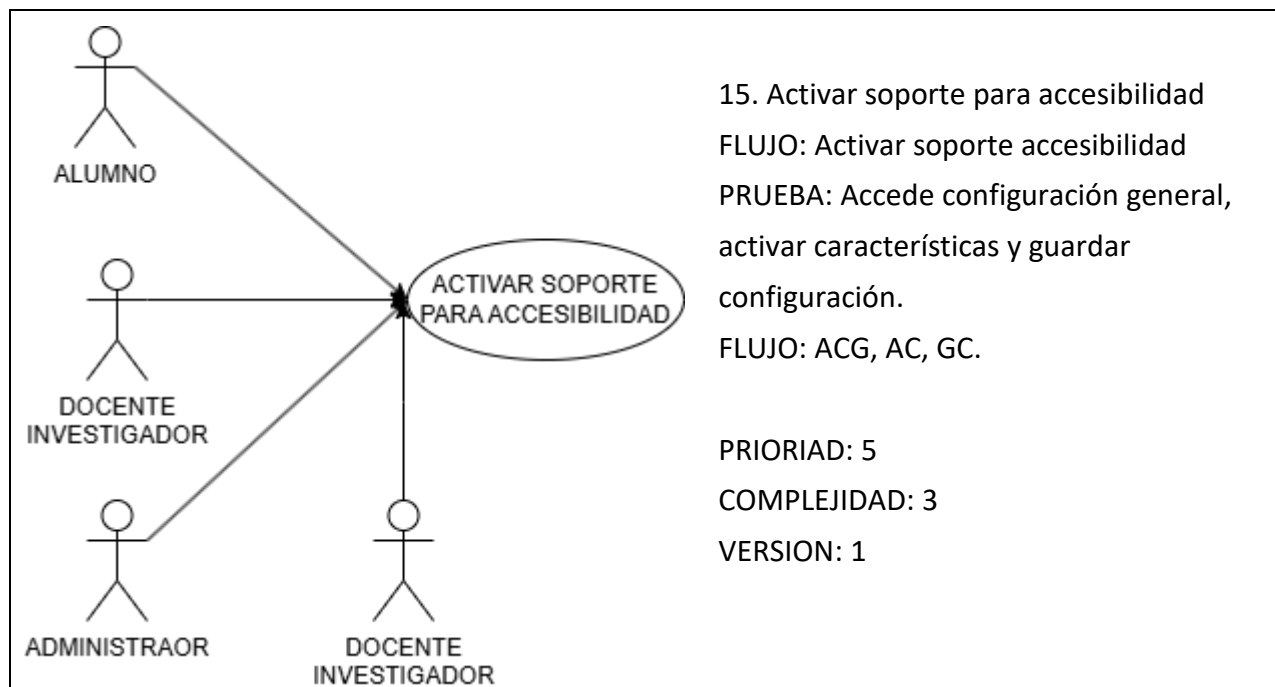 ALUMNO
DOCENTE
INVESTIGADOR
ADMINISTRAOR
DOCENTE
INVESTIGADOR
ACTIVAR SOPORTE
PARA ACCESIBILIDAD
15. Activar soporte para accesibilidad
FLUJO: Activar soporte accesibilidad
PRUEBA: Accede configuración general,
activar características y guardar
configuración.
FLUJO: ACG, AC, GC.
PRIORIAD: 5
COMPLEJIDAD: 3
VERSION: 1